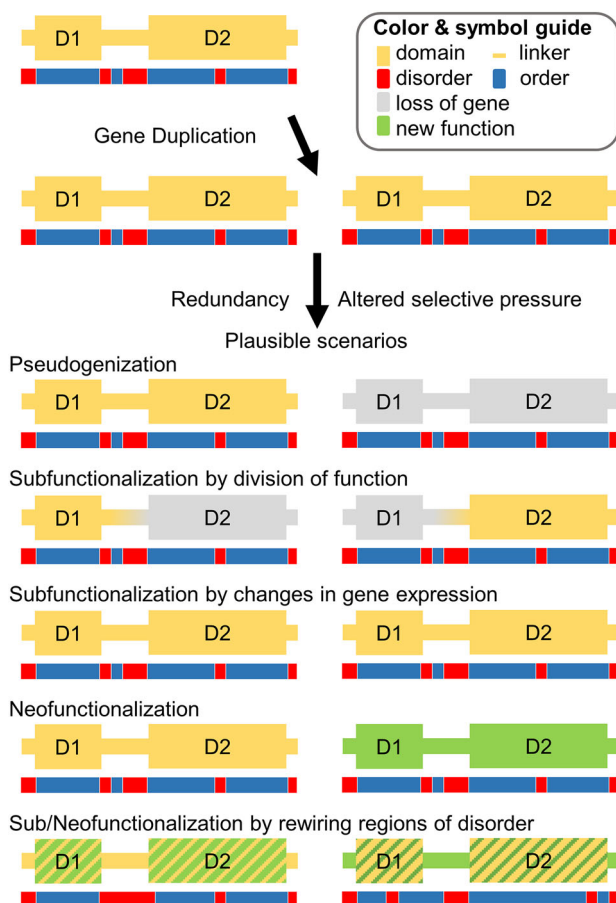 D1 D2
Color & symbol guide
domain linker
disorder order
loss of gene
new function
Gene Duplication
D1 D2 D1 D2
Redundancy Altered selective pressure
Plausible scenarios
Pseudogenization
D1 D2 D1 D2
Subfunctionalization by division of function
D1 D2 D1 D2
Subfunctionalization by changes in gene expression
D1 D2 D1 D2
Neofunctionalization
D1 D2 D1 D2
Sub/Neofunctionalization by rewiring regions of disorder
D1 D2 D1 D2